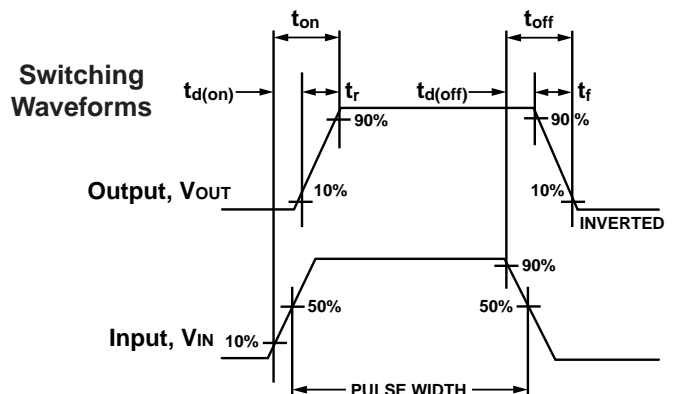 ton toff
Switching
Waveforms
td(on) tr td(off) tf
90% 90%
Output, VOUT 10% 10%
INVERTED
90%
50% 50%
Input, VIN 10%
PULSE WIDTH